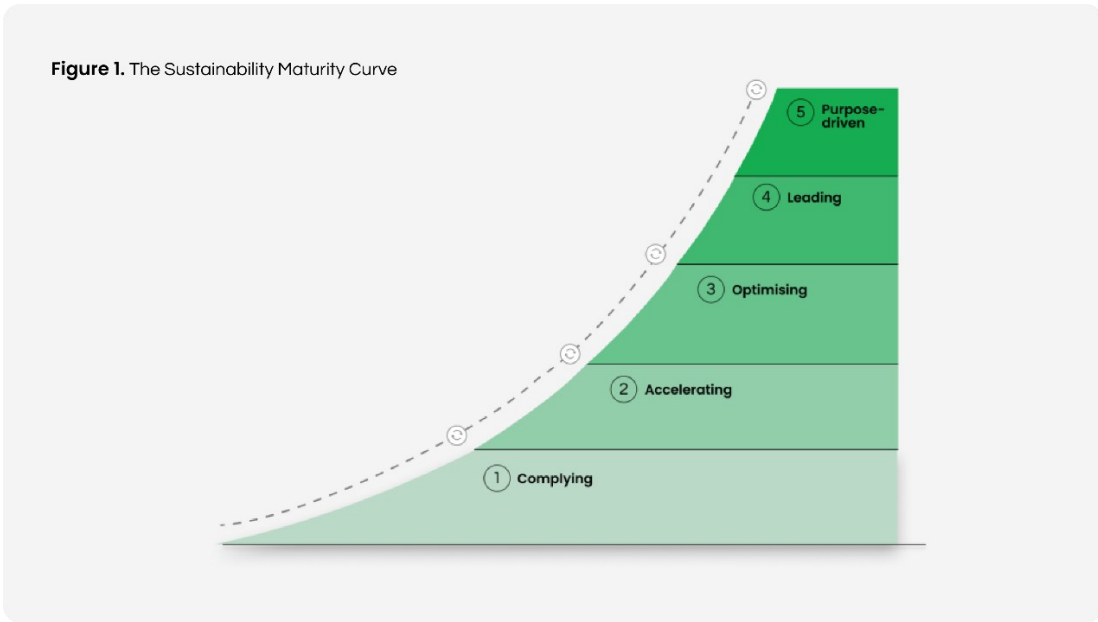 Figure 1. The Sustainability Maturity Curve
5 Purpose-
driven
4 Leading
3 Optimising
2 Accelerating
1 Complying